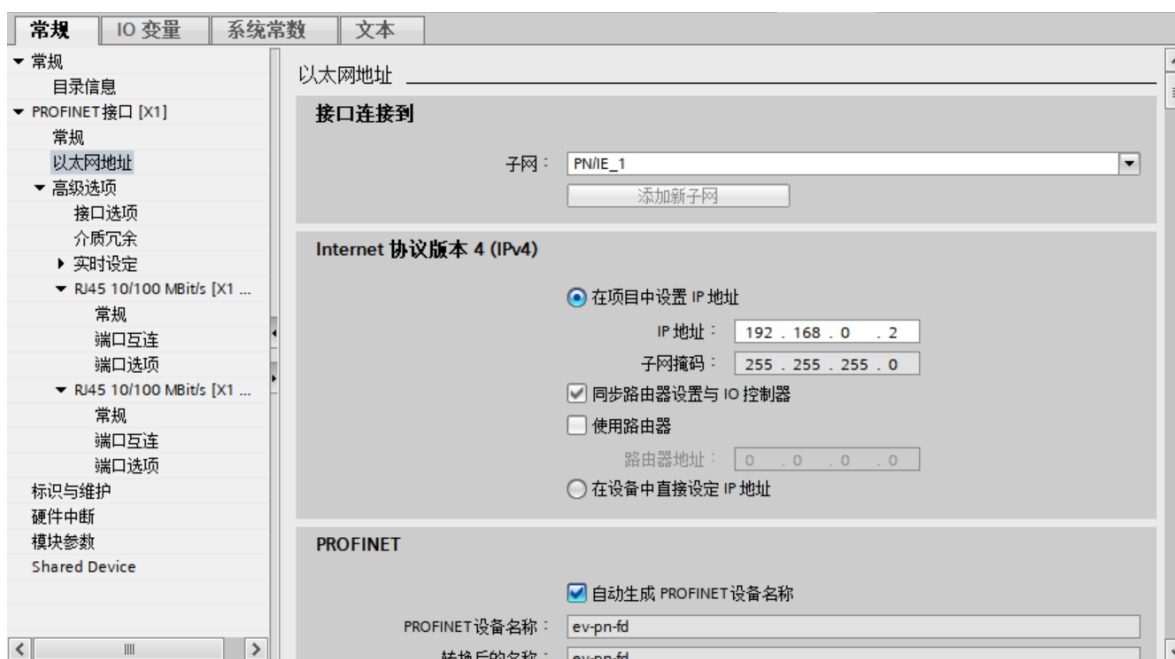 常规 IO 变量 系统常数 文本
常规
目录信息
PROFINET接口 [X1]
常规
以太网地址
高级选项
接口选项
介质冗余
实时设定
RJ45 10/100 MBit/s [X1 ...
常规
端口互连
端口选项
RJ45 10/100 MBit/s [X1 ...
常规
端口互连
端口选项
标识与维护
硬件中断
模块参数
Shared Device
以太网地址
接口连接到
子网： PN/IE_1
添加新子网
Internet 协议版本 4 (IPv4)
在项目中设置 IP 地址
IP 地址： 192 . 168 . 0 . 2
子网掩码： 255 . 255 . 255 . 0
同步路由器设置与 IO 控制器
使用路由器
路由器地址： 0 . 0 . 0 . 0
在设备中直接设定 IP 地址
PROFINET
自动生成 PROFINET设备名称
PROFINET设备名称： ev-pn-fd
转换后的名称： ev-pn-fd